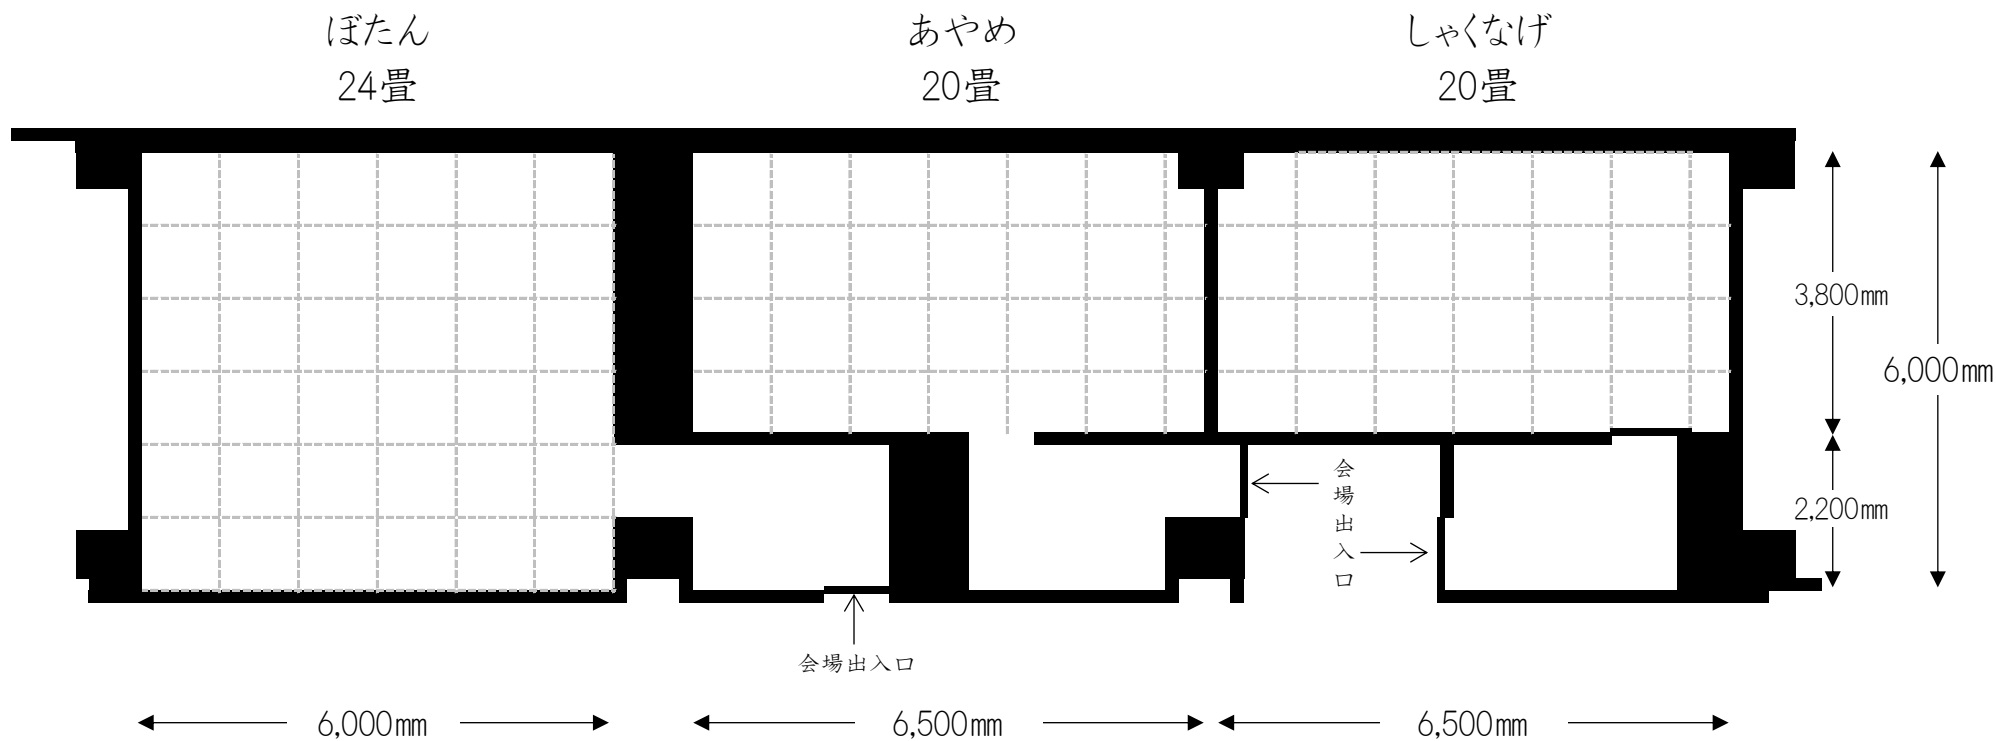 ぼたん
24畳
あやめ
20畳
しゃくなげ
20畳
3,800mm
6,000mm
2,200mm
会場出入口
会場出入口
6,000mm
6,500mm
6,500mm